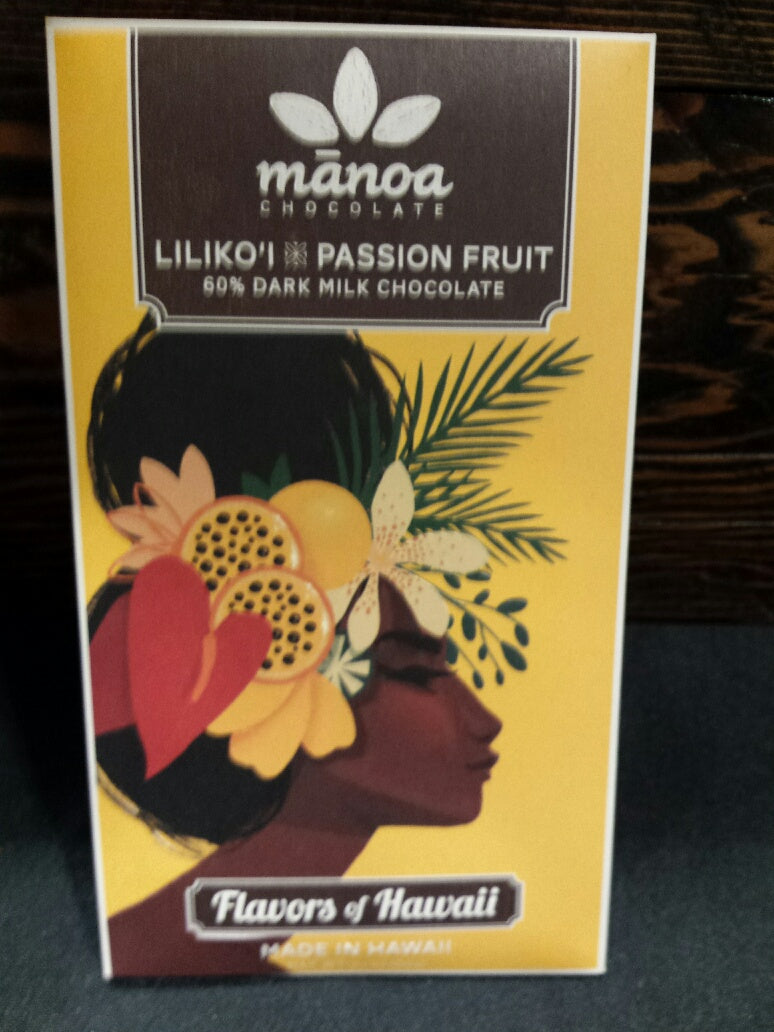 mānoa
CHOCOLATE
LILIKO'I PASSION FRUIT
60% DARK MILK CHOCOLATE
Flavors of Hawaii
MADE IN HAWAII